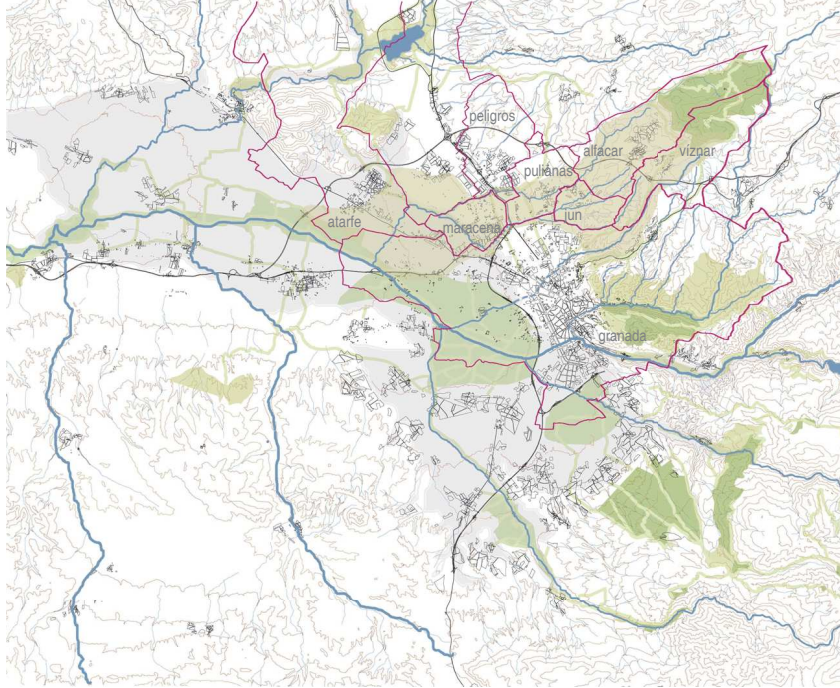 peligros
alfacar
víznar
pulianas
jun
atarfe
maracena
granada